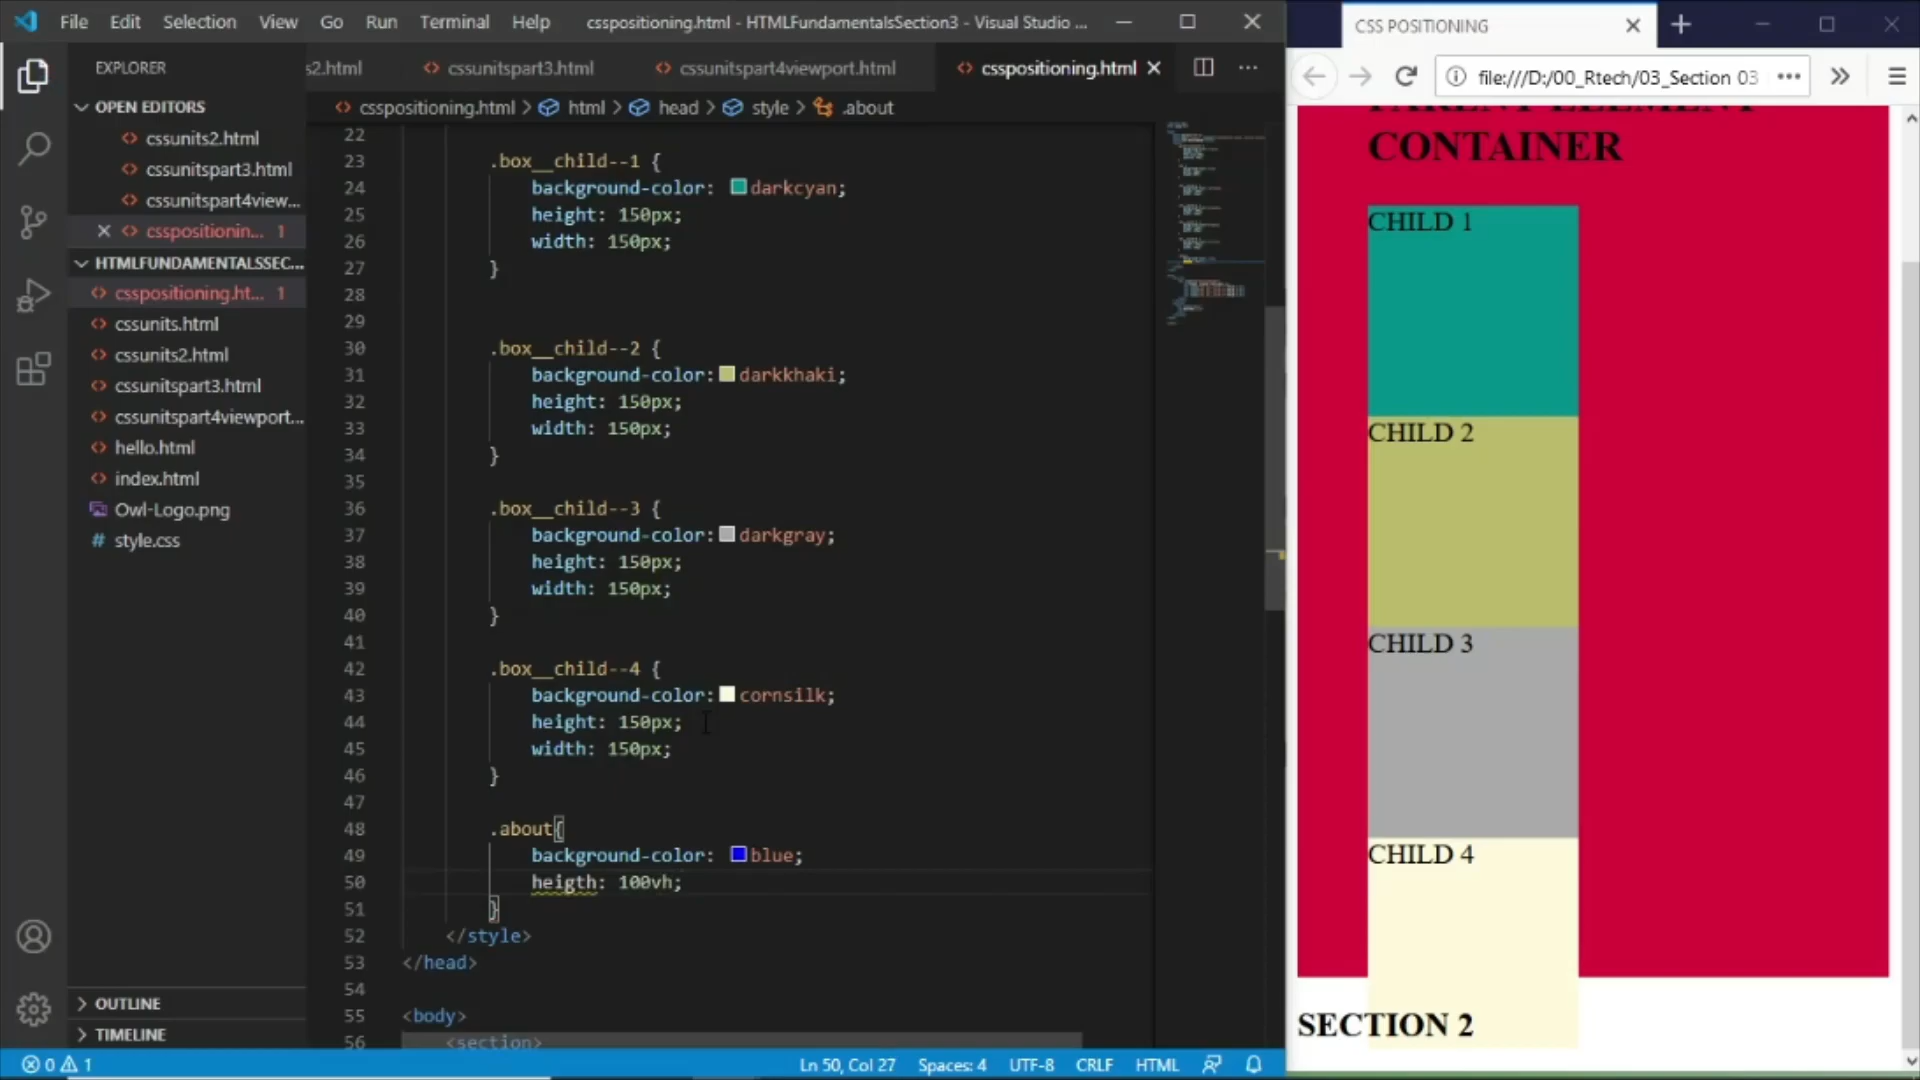 File Edit Selection View Go Run Terminal Help csspositioning.html - HTMLFundamentalsSection3 - Visual Studio ...
EXPLORER
s2.html cssunitspart3.html cssunitspart4viewport.html csspositioning.html
csspositioning.html > html > head > style > .about
OPEN EDITORS
cssunits2.html
cssunitspart3.html
cssunitspart4view...
csspositionin... 1
HTMLFUNDAMENTALSSEC...
csspositioning.ht... 1
cssunits.html
cssunits2.html
cssunitspart3.html
cssunitspart4viewport...
hello.html
index.html
Owl-Logo.png
# style.css
OUTLINE
TIMELINE
22
23 .box__child--1 {
24 background-color: darkcyan;
25 height: 150px;
26 width: 150px;
27 }
28
29
30 .box__child--2 {
31 background-color: darkkhaki;
32 height: 150px;
33 width: 150px;
34 }
35
36 .box__child--3 {
37 background-color: darkgray;
38 height: 150px;
39 width: 150px;
40 }
41
42 .box__child--4 {
43 background-color: cornsilk;
44 height: 150px;
45 width: 150px;
46 }
47
48 .about{
49 background-color: blue;
50 heigth: 100vh;
51 }
52 </style>
53 </head>
54
55 <body>
56 <section>
0 1 Ln 50, Col 27 Spaces: 4 UTF-8 CRLF HTML
CSS POSITIONING
file:///D:/00_Rtech/03_Section 03
PARENT ELEMENT
CONTAINER
CHILD 1
CHILD 2
CHILD 3
CHILD 4
SECTION 2